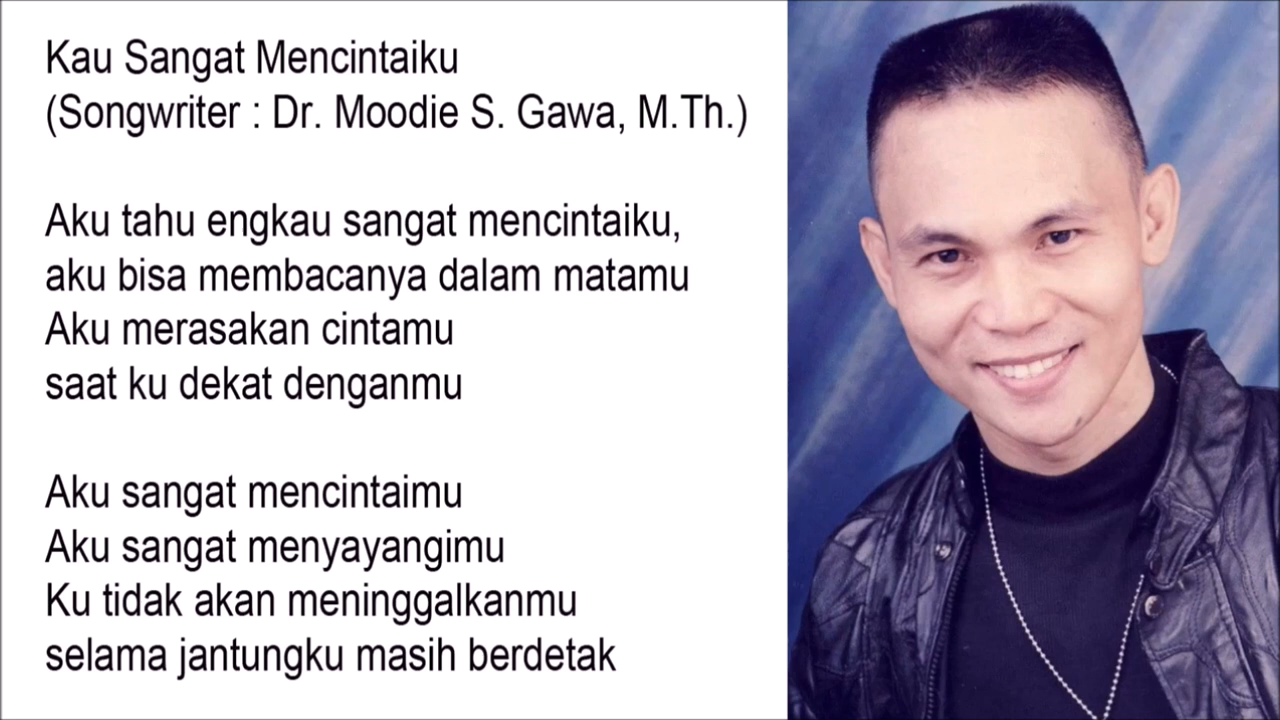 Kau Sangat Mencintaiku
(Songwriter : Dr. Moodie S. Gawa, M.Th.)
Aku tahu engkau sangat mencintaiku,
aku bisa membacanya dalam matamu
Aku merasakan cintamu
saat ku dekat denganmu
Aku sangat mencintaimu
Aku sangat menyayangimu
Ku tidak akan meninggalkanmu
selama jantungku masih berdetak